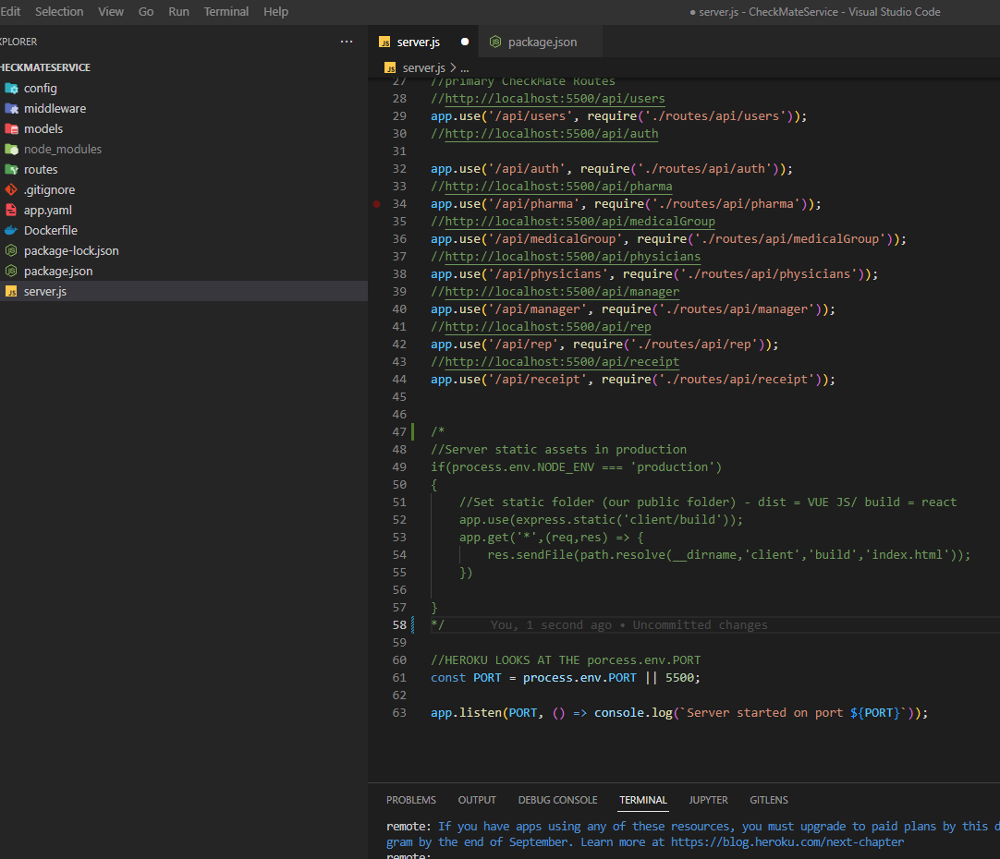 Edit Selection View Go Run Terminal Help
● server.js - CheckMateService - Visual Studio Code
XPLORER ...
HECKMATESERVICE
config
middleware
models
node_modules
routes
.gitignore
app.yaml
Dockerfile
package-lock.json
package.json
server.js
server.js package.json
server.js > ...
27 //primary CheckMate Routes
28 //http://localhost:5500/api/users
29 app.use('/api/users', require('./routes/api/users'));
30 //http://localhost:5500/api/auth
31
32 app.use('/api/auth', require('./routes/api/auth'));
33 //http://localhost:5500/api/pharma
34 app.use('/api/pharma', require('./routes/api/pharma'));
35 //http://localhost:5500/api/medicalGroup
36 app.use('/api/medicalGroup', require('./routes/api/medicalGroup'));
37 //http://localhost:5500/api/physicians
38 app.use('/api/physicians', require('./routes/api/physicians'));
39 //http://localhost:5500/api/manager
40 app.use('/api/manager', require('./routes/api/manager'));
41 //http://localhost:5500/api/rep
42 app.use('/api/rep', require('./routes/api/rep'));
43 //http://localhost:5500/api/receipt
44 app.use('/api/receipt', require('./routes/api/receipt'));
45
46
47 /*
48 //Server static assets in production
49 if(process.env.NODE_ENV === 'production')
50 {
51 //Set static folder (our public folder) - dist = VUE JS/ build = react
52 app.use(express.static('client/build'));
53 app.get('*',(req,res) => {
54 res.sendFile(path.resolve(__dirname,'client','build','index.html'));
55 })
56
57 }
58 */ You, 1 second ago • Uncommitted changes
59
60 //HEROKU LOOKS AT THE porcess.env.PORT
61 const PORT = process.env.PORT || 5500;
62
63 app.listen(PORT, () => console.log(`Server started on port ${PORT}`));
PROBLEMS OUTPUT DEBUG CONSOLE TERMINAL JUPYTER GITLENS
remote: If you have apps using any of these resources, you must upgrade to paid plans by this d
gram by the end of September. Learn more at https://blog.heroku.com/next-chapter
remote: